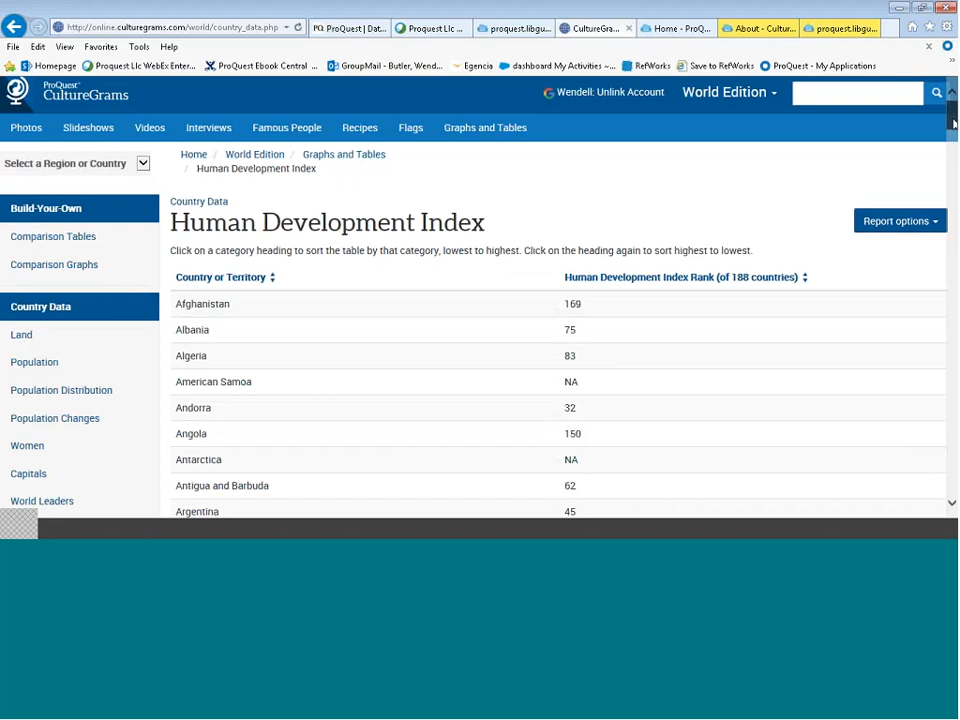 http://online.culturegrams.com/world/country_data.php
PQ ProQuest | Dat...
Proquest Llc ...
proquest.libgu...
CultureGra...
Home - ProQ...
About - Cultur...
proquest.libgu...
File Edit View Favorites Tools Help
Homepage
Proquest Llc WebEx Enter...
ProQuest Ebook Central
GroupMail - Butler, Wend...
Egencia
dashboard My Activities ~...
RefWorks
Save to RefWorks
ProQuest - My Applications
ProQuest
CultureGrams
Wendell: Unlink Account
World Edition
Photos Slideshows Videos Interviews Famous People Recipes Flags Graphs and Tables
Select a Region or Country
Home / World Edition / Graphs and Tables
/ Human Development Index
Build-Your-Own
Comparison Tables
Comparison Graphs
Country Data
Land
Population
Population Distribution
Population Changes
Women
Capitals
World Leaders
Country Data
Human Development Index
Report options
Click on a category heading to sort the table by that category, lowest to highest. Click on the heading again to sort highest to lowest.
Country or Territory Human Development Index Rank (of 188 countries)
Afghanistan 169
Albania 75
Algeria 83
American Samoa NA
Andorra 32
Angola 150
Antarctica NA
Antigua and Barbuda 62
Argentina 45